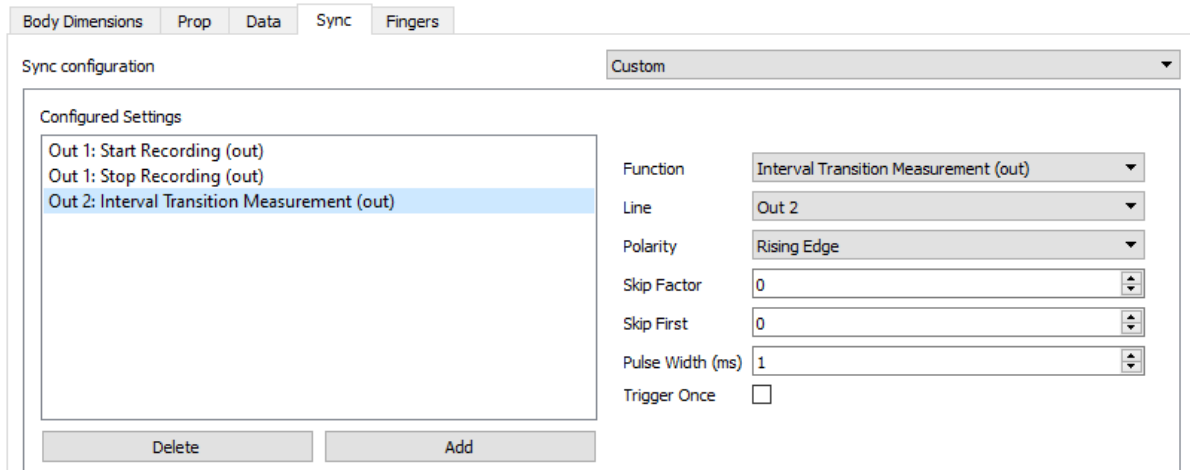 Body Dimensions Prop Data Sync Fingers
Sync configuration Custom
Configured Settings
Out 1: Start Recording (out)
Out 1: Stop Recording (out)
Out 2: Interval Transition Measurement (out)
Function Interval Transition Measurement (out)
Line Out 2
Polarity Rising Edge
Skip Factor 0
Skip First 0
Pulse Width (ms) 1
Trigger Once
Delete Add